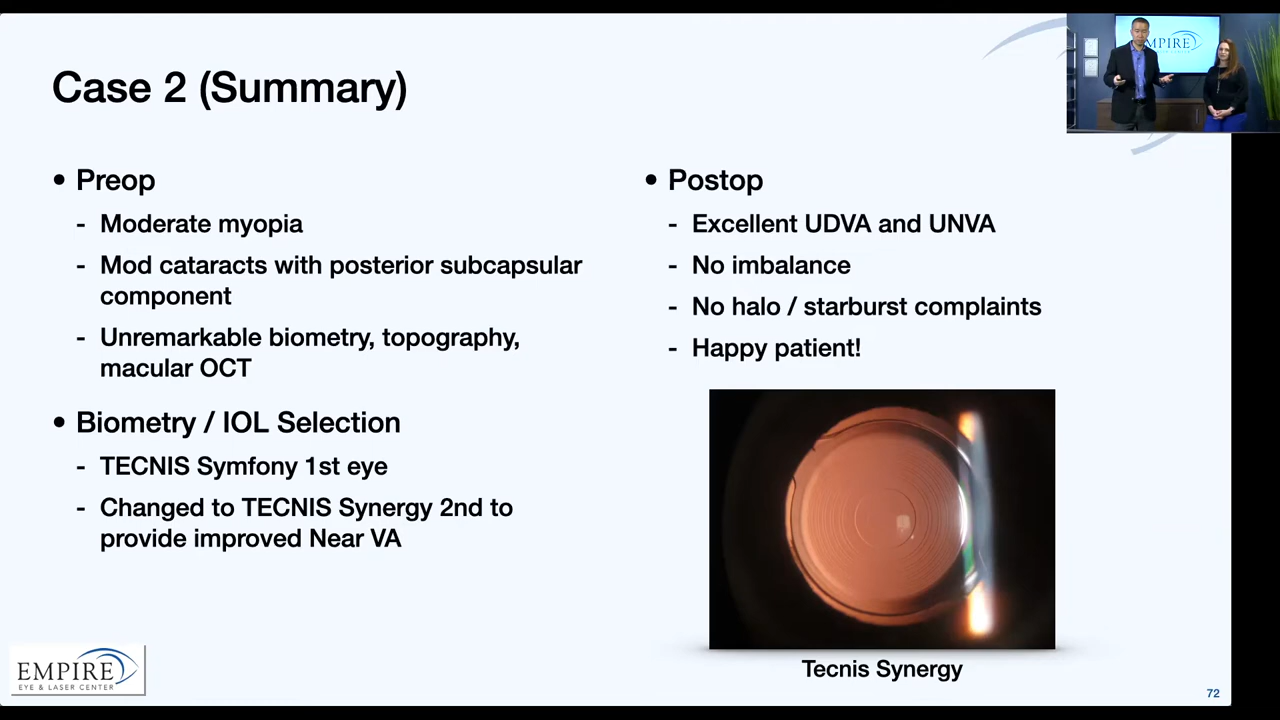 Case 2 (Summary)
• Preop
- Moderate myopia
- Mod cataracts with posterior subcapsular
component
- Unremarkable biometry, topography,
macular OCT
• Biometry / IOL Selection
- TECNIS Symfony 1st eye
- Changed to TECNIS Synergy 2nd to
provide improved Near VA
• Postop
- Excellent UDVA and UNVA
- No imbalance
- No halo / starburst complaints
- Happy patient!
Tecnis Synergy
EMPIRE
EYE & LASER CENTER
72